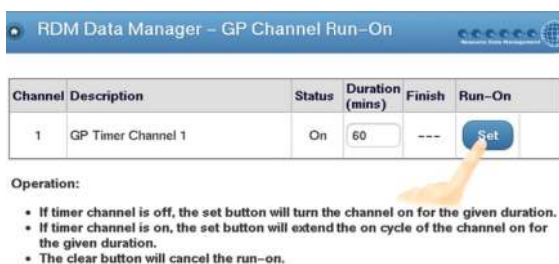 RDM Data Manager – GP Channel Run–On
Resource Data Management
Channel Description Status Duration (mins) Finish Run–On
1 GP Timer Channel 1 On 60 --- Set
Operation:
• If timer channel is off, the set button will turn the channel on for the given duration.
• If timer channel is on, the set button will extend the on cycle of the channel for
the given duration.
• The clear button will cancel the run–on.